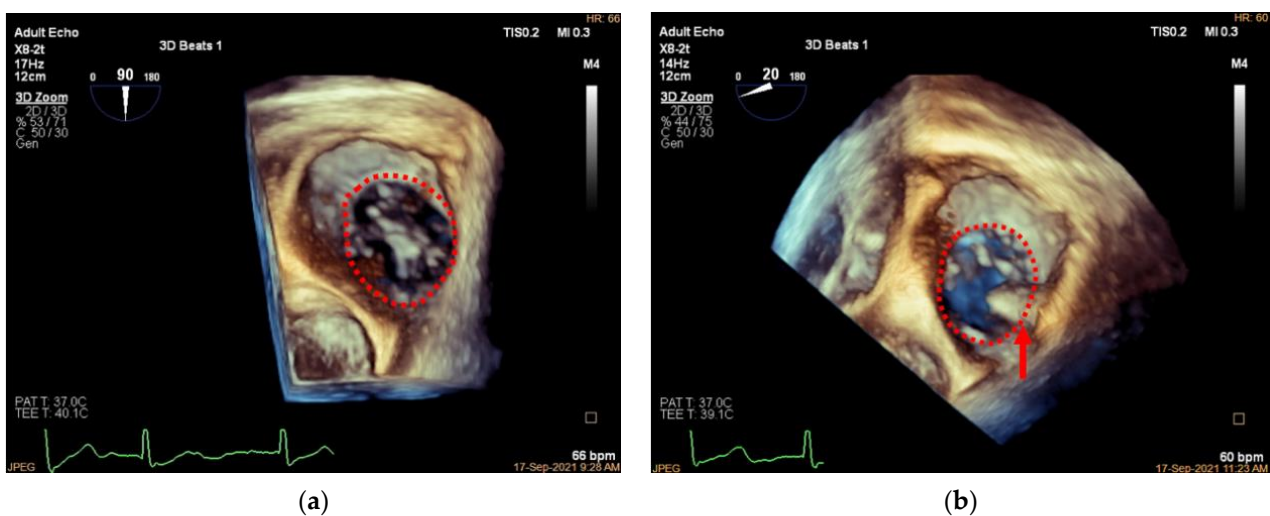 HR: 66
Adult Echo
TIS0.2 MI 0.3
X8-2t
3D Beats 1
17Hz
12cm
0 90 180
M4
3D Zoom
2D / 3D
% 53 / 71
C 50 / 30
Gen
PAT T: 37.0C
TEE T: 40.1C
66 bpm
JPEG
17-Sep-2021 9:28 AM
(a)
HR: 60
Adult Echo
TIS0.2 MI 0.3
X8-2t
3D Beats 1
14Hz
12cm
0 20 180
M4
3D Zoom
2D / 3D
% 44 / 75
C 50 / 30
Gen
PAT T: 37.0C
TEE T: 39.1C
60 bpm
JPEG
17-Sep-2021 11:23 AM
(b)